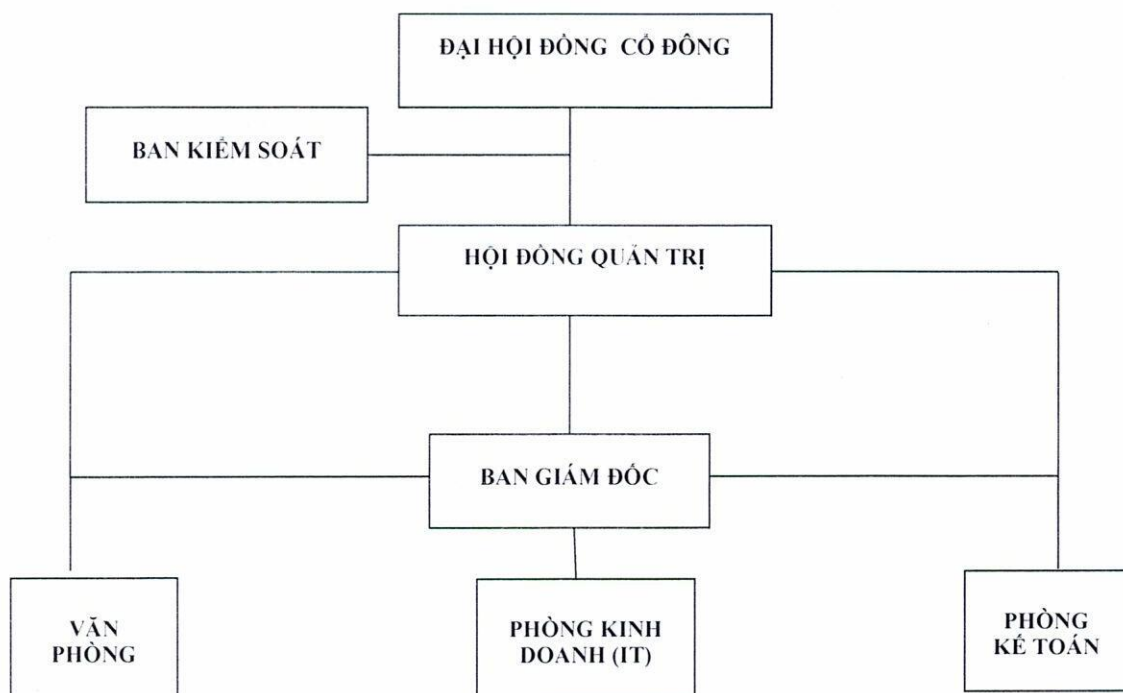 ĐẠI HỘI ĐỒNG CỔ ĐÔNG
BAN KIỂM SOÁT
HỘI ĐỒNG QUẢN TRỊ
BAN GIÁM ĐỐC
VĂN
PHÒNG
PHÒNG KINH
DOANH (IT)
PHÒNG
KẾ TOÁN